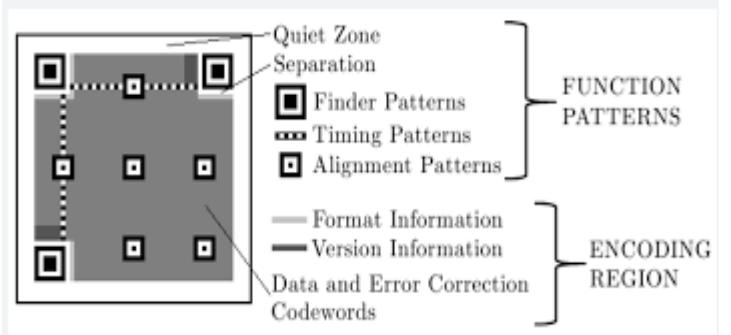 Quiet Zone
Separation
Finder Patterns
Timing Patterns
Alignment Patterns
FUNCTION
PATTERNS
Format Information
Version Information
Data and Error Correction
Codewords
ENCODING
REGION